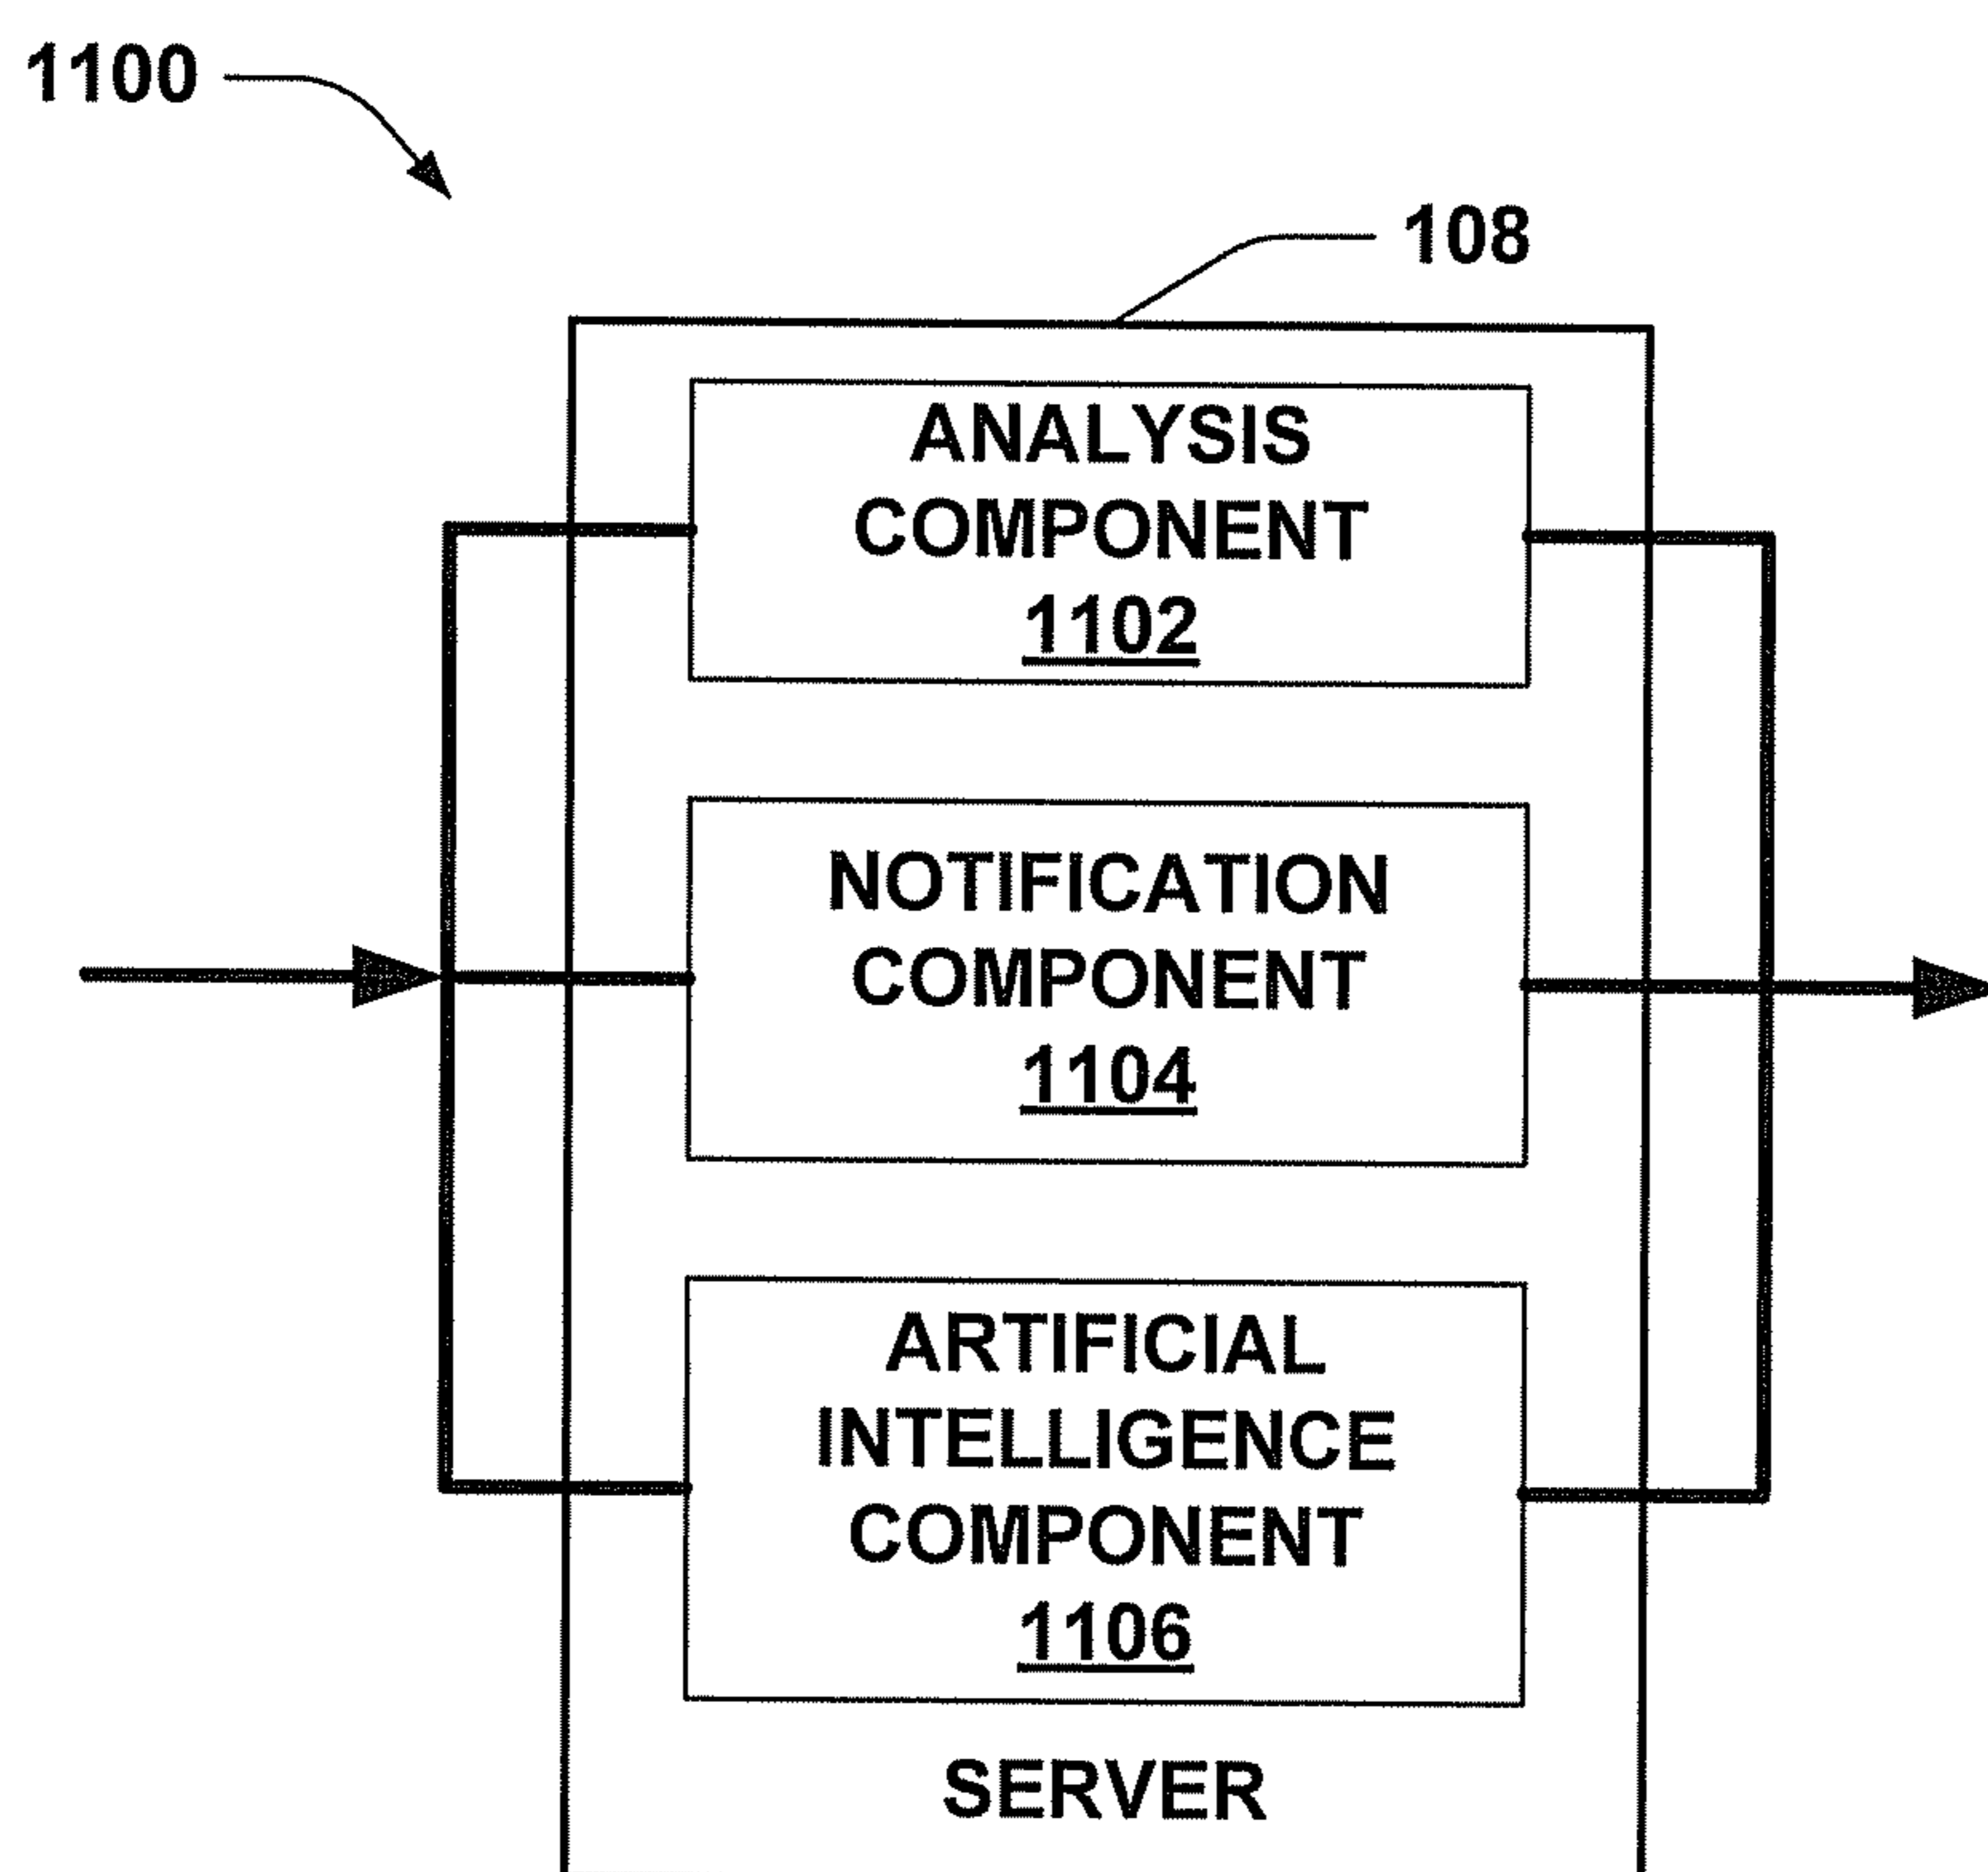 1100
108
ANALYSIS
COMPONENT
1102
NOTIFICATION
COMPONENT
1104
ARTIFICIAL
INTELLIGENCE
COMPONENT
1106
SERVER